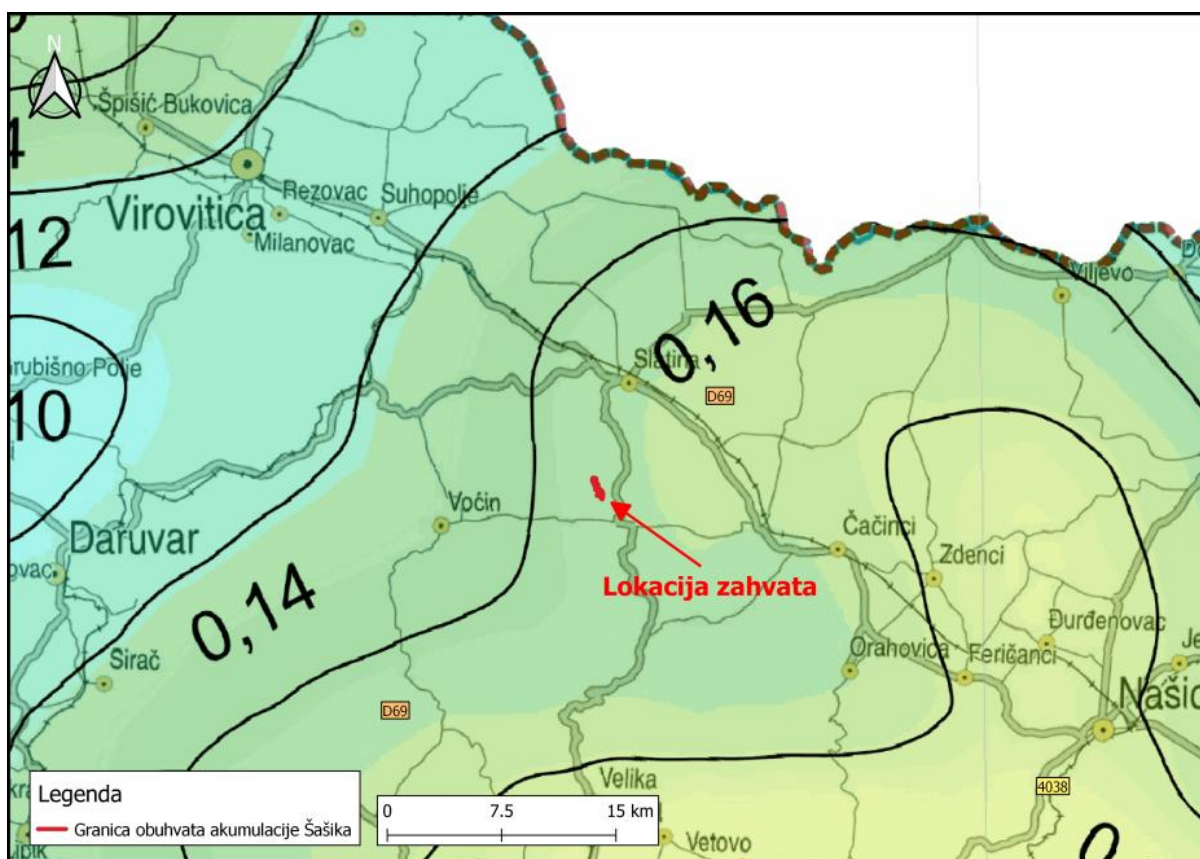 N
Špišić Bukovica
4
Virovitica
Rezovac
Suhopolje
Milanovac
12
Viljevo
0,16
Slatina
D69
10
Voćin
Daruvar
Čačinci
Zdenci
Lokacija zahvata
0,14
Đurđenovac
Sirač
Orahovica
Feričanci
D69
Velika
Vetovo
4038
Legenda
Granica obuhvata akumulacije Šašika
0
7.5
15 km